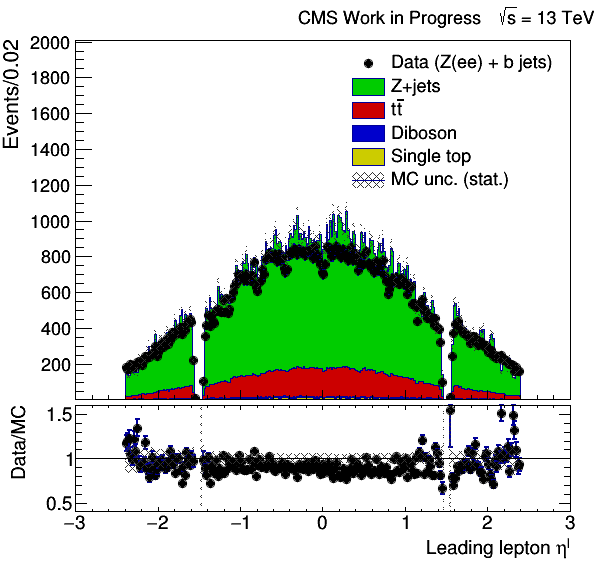 CMS Work in Progress √s = 13 TeV
Events/0.02
2000
1800
1600
1400
1200
1000
800
600
400
200
Data (Z(ee) + b jets)
Z+jets
tt̄
Diboson
Single top
MC unc. (stat.)
Data/MC
1.5
1
0.5
−3 −2 −1 0 1 2 3
Leading lepton ηˡ